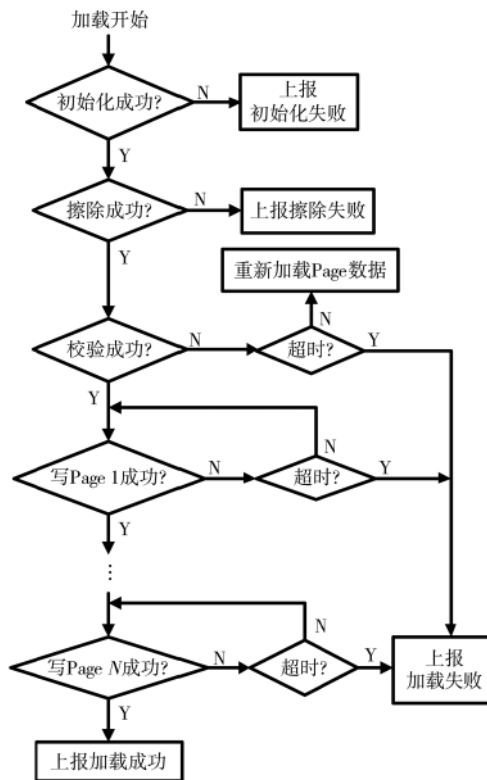 加载开始
初始化成功?
N
上报
初始化失败
Y
擦除成功?
N
上报擦除失败
Y
重新加载Page数据
N
校验成功?
N
超时?
Y
Y
N
写Page 1成功?
N
超时?
Y
Y
⋮
N
写Page N成功?
N
超时?
Y
上报
加载失败
Y
上报加载成功